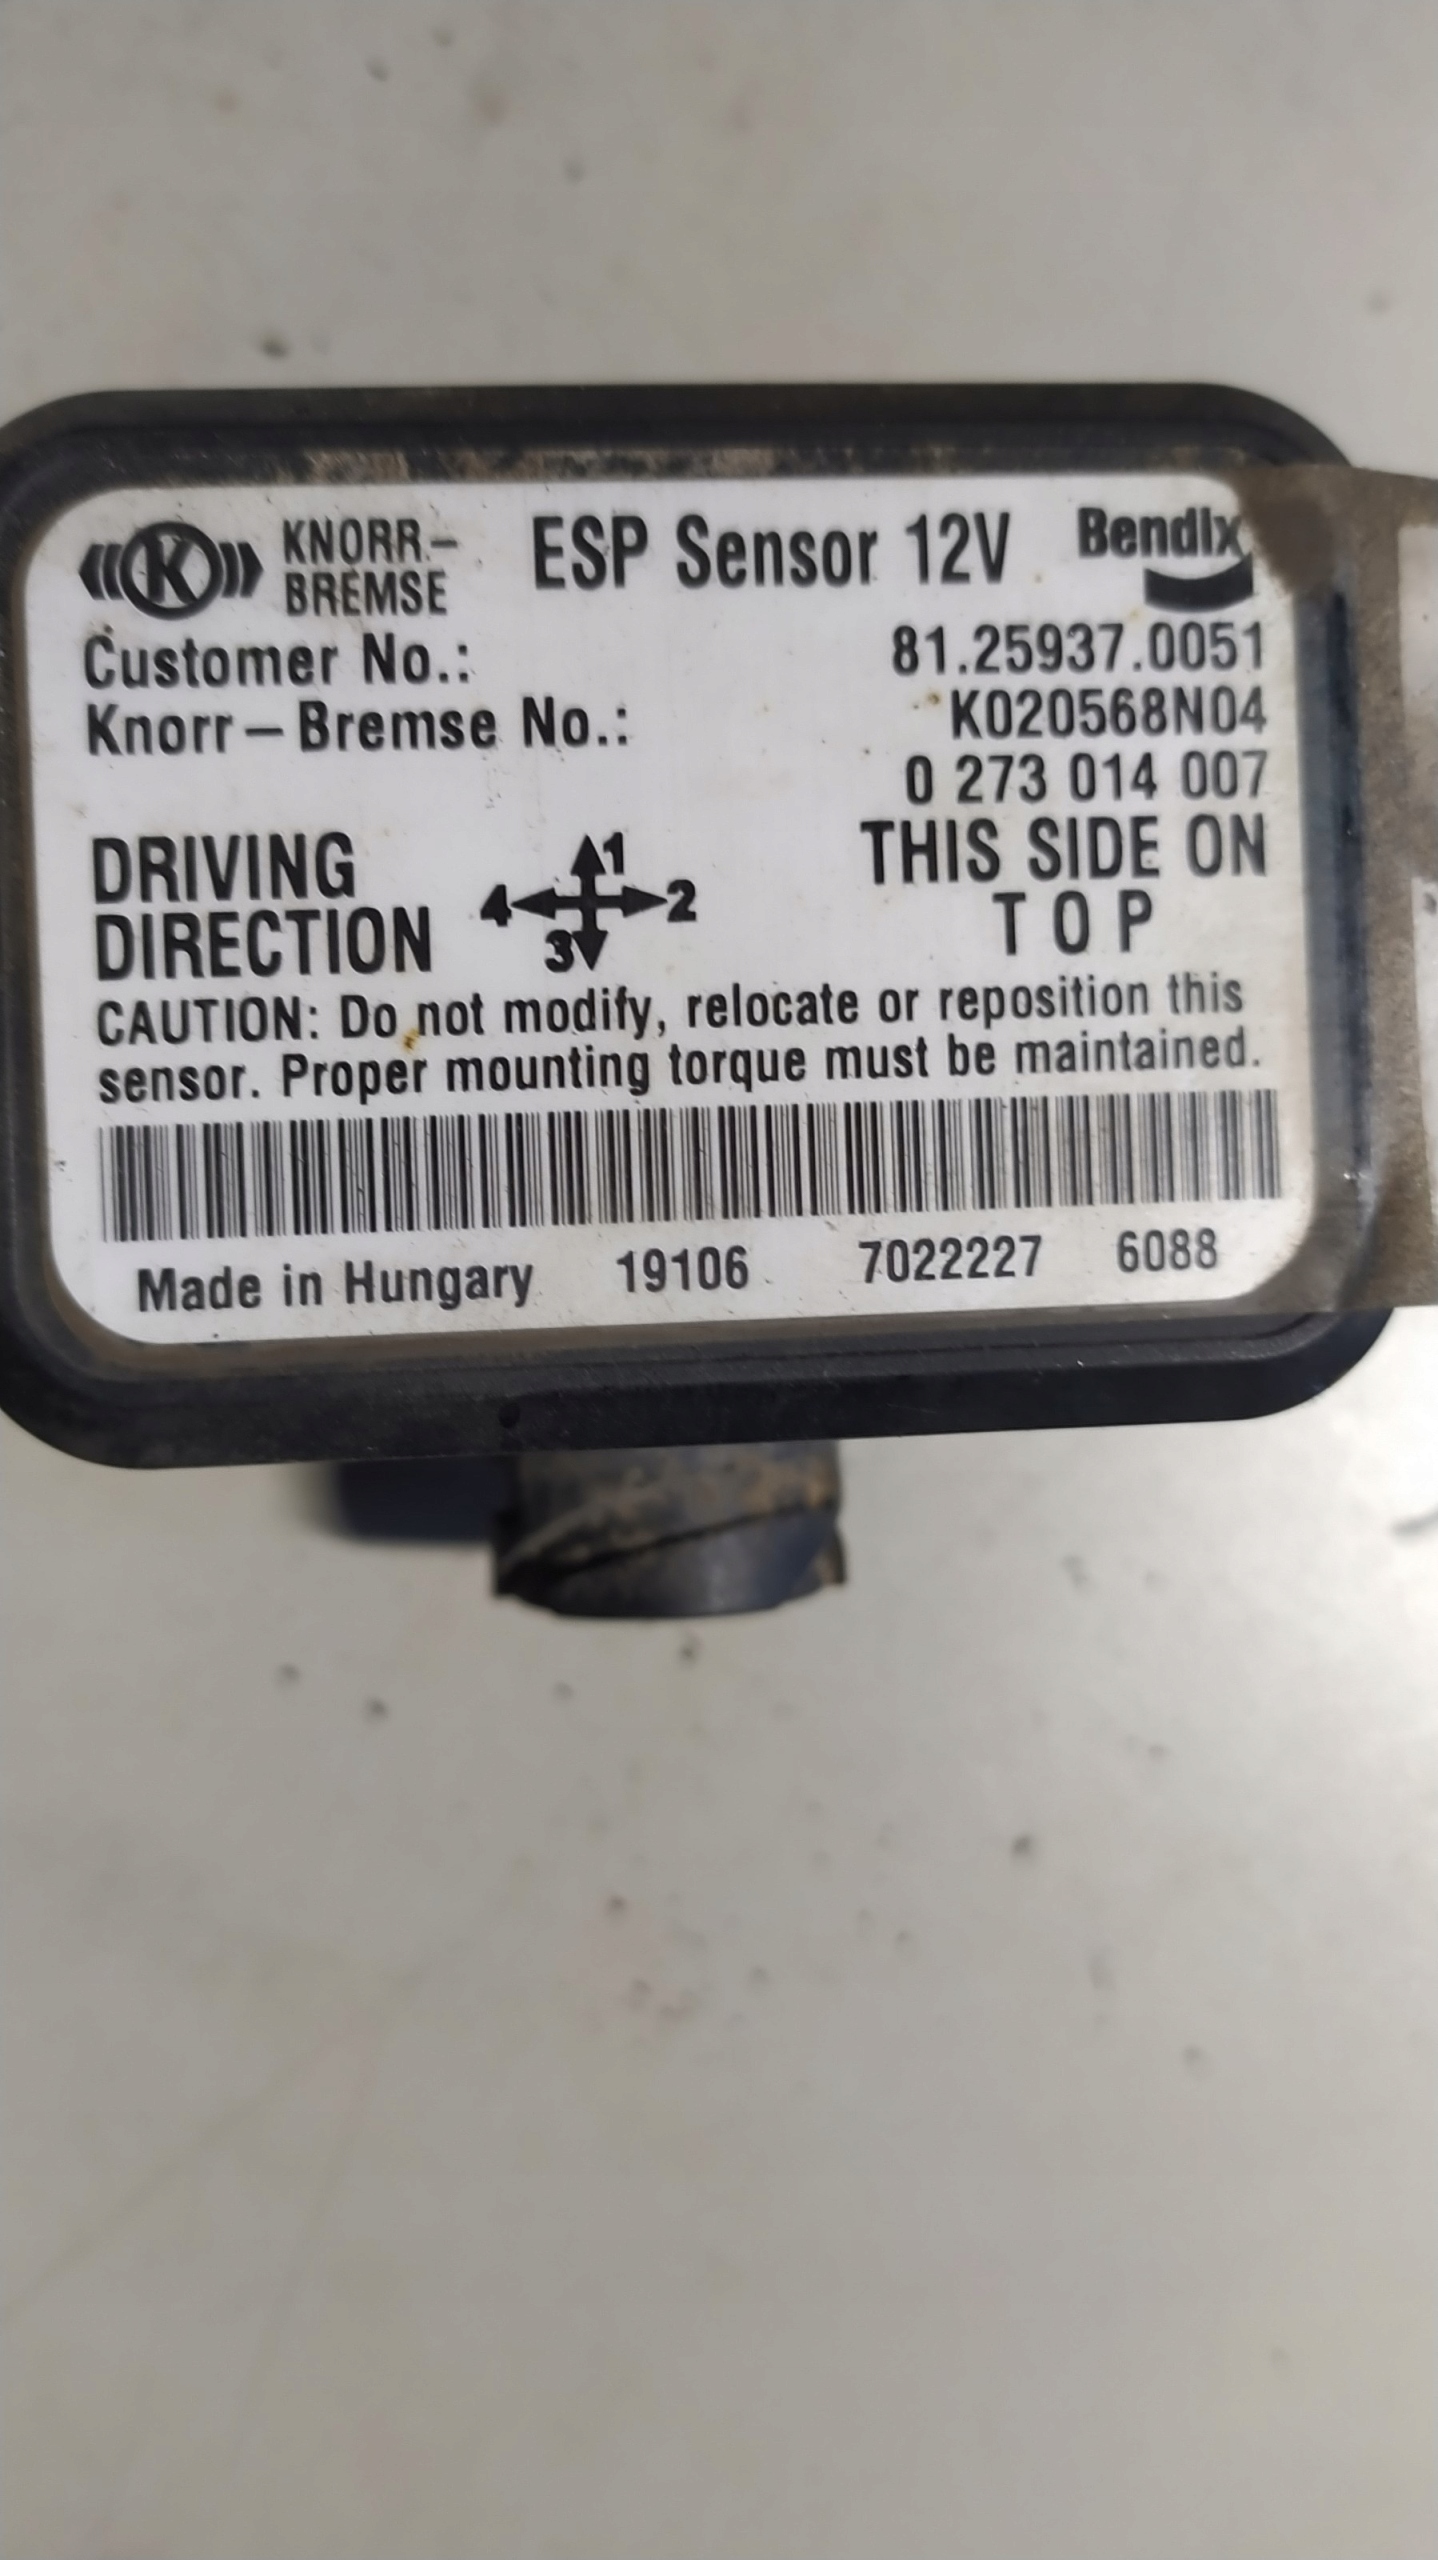 KNORR-
BREMSE
ESP Sensor 12V
Bendix
Customer No.: 81.25937.0051
Knorr-Bremse No.: K020568N04
0 273 014 007
DRIVING
DIRECTION
1
4 2
3
THIS SIDE ON
TOP
CAUTION: Do not modify, relocate or reposition this
sensor. Proper mounting torque must be maintained.
Made in Hungary 19106 7022227 6088